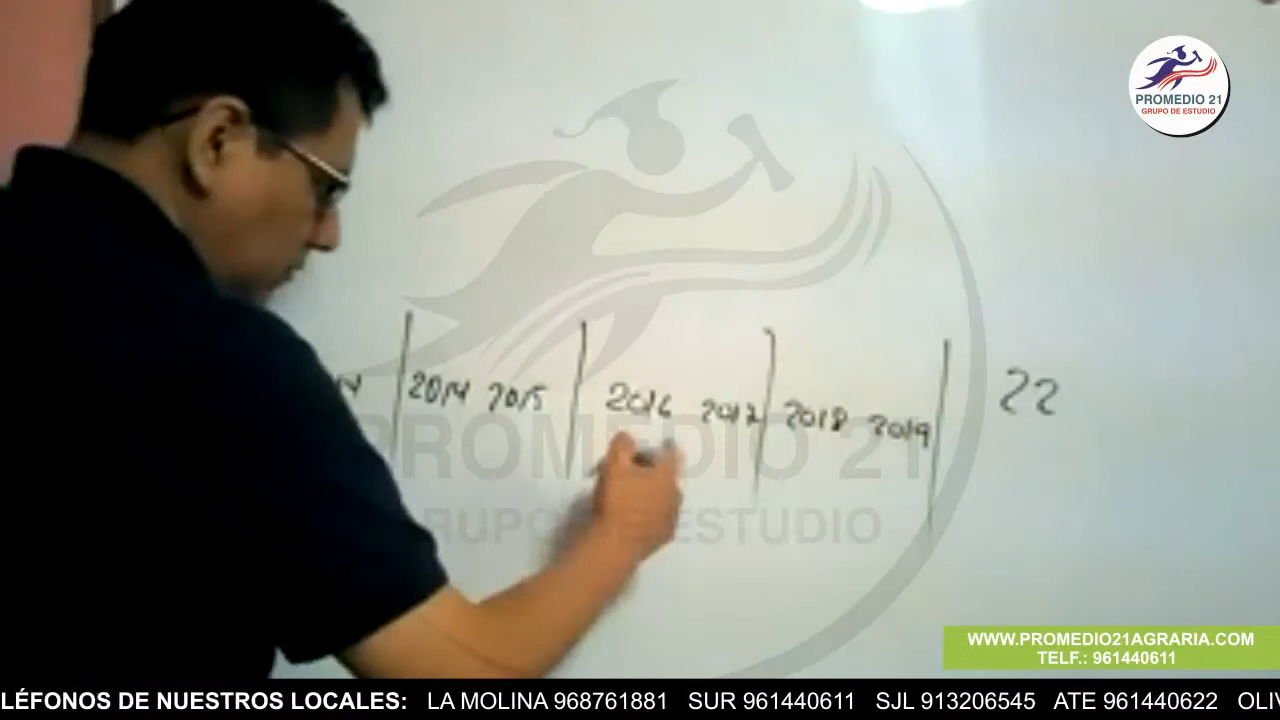 PROMEDIO 21
GRUPO DE ESTUDIO
2014 2015 2016 2017 2018 2019 22
PROMEDIO 21
GRUPO DE ESTUDIO
WWW.PROMEDIO21AGRARIA.COM
TELF.: 961440611
LÉFONOS DE NUESTROS LOCALES: LA MOLINA 968761881 SUR 961440611 SJL 913206545 ATE 961440622 OLIV